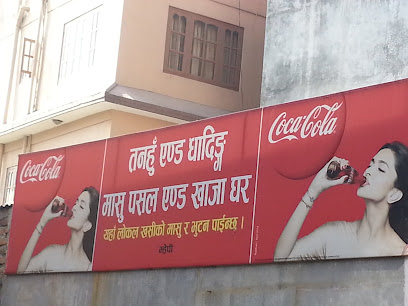 Coca-Cola
तनहुँ एण्ड धादिङ्ग
मासु पसल एण्ड खाजा घर
यहाँ लोकल खसीको मासु र भुटन पाईन्छ ।
Coca-Cola